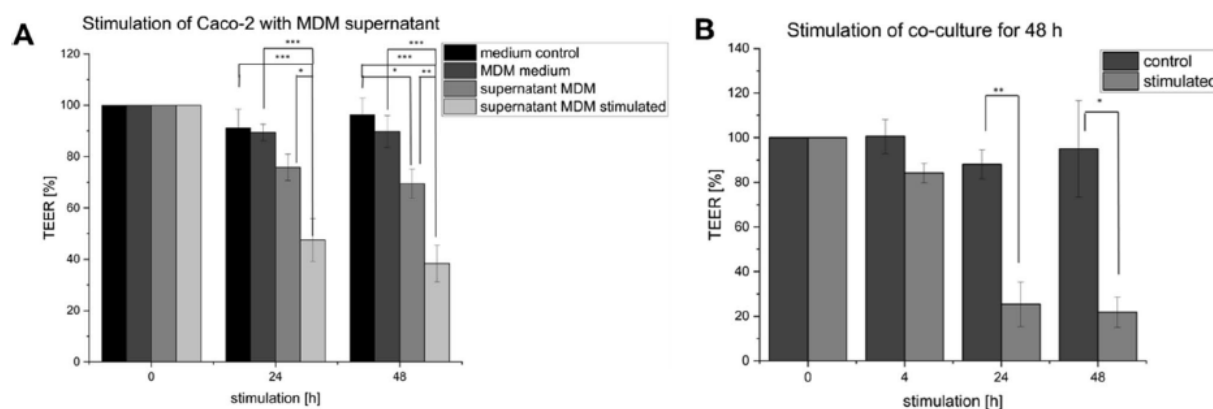 A
Stimulation of Caco-2 with MDM supernatant
120
100
80
60
40
20
0
TEER [%]
***
***
*
***
***
*
**
medium control
MDM medium
supernatant MDM
supernatant MDM stimulated
0
24
48
stimulation [h]
B
Stimulation of co-culture for 48 h
140
120
100
80
60
40
20
0
TEER [%]
**
*
control
stimulated
0
4
24
48
stimulation [h]